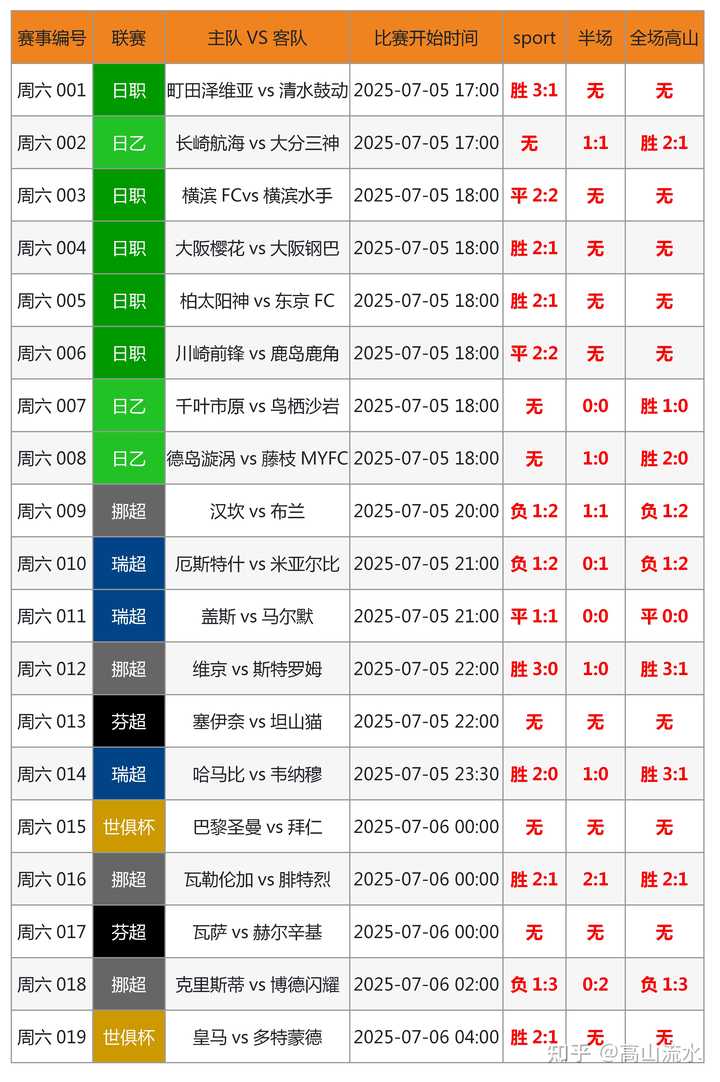 赛事编号 联赛 主队 VS 客队 比赛开始时间 sport 半场 全场高山
周六 001 日职 町田泽维亚 vs 清水鼓动 2025-07-05 17:00 胜 3:1 无 无
周六 002 日乙 长崎航海 vs 大分三神 2025-07-05 17:00 无 1:1 胜 2:1
周六 003 日职 横滨 FCvs 横滨水手 2025-07-05 18:00 平 2:2 无 无
周六 004 日职 大阪樱花 vs 大阪钢巴 2025-07-05 18:00 胜 2:1 无 无
周六 005 日职 柏太阳神 vs 东京 FC 2025-07-05 18:00 胜 2:1 无 无
周六 006 日职 川崎前锋 vs 鹿岛鹿角 2025-07-05 18:00 平 2:2 无 无
周六 007 日乙 千叶市原 vs 鸟栖沙岩 2025-07-05 18:00 无 0:0 胜 1:0
周六 008 日乙 德岛漩涡 vs 藤枝 MYFC 2025-07-05 18:00 无 1:0 胜 2:0
周六 009 挪超 汉坎 vs 布兰 2025-07-05 20:00 负 1:2 1:1 负 1:2
周六 010 瑞超 厄斯特什 vs 米亚尔比 2025-07-05 21:00 负 1:2 0:1 负 1:2
周六 011 瑞超 盖斯 vs 马尔默 2025-07-05 21:00 平 1:1 0:0 平 0:0
周六 012 挪超 维京 vs 斯特罗姆 2025-07-05 22:00 胜 3:0 1:0 胜 3:1
周六 013 芬超 塞伊奈 vs 坦山猫 2025-07-05 22:00 无 无 无
周六 014 瑞超 哈马比 vs 韦纳穆 2025-07-05 23:30 胜 2:0 1:0 胜 3:1
周六 015 世俱杯 巴黎圣曼 vs 拜仁 2025-07-06 00:00 无 无 无
周六 016 挪超 瓦勒伦加 vs 腓特烈 2025-07-06 00:00 胜 2:1 2:1 胜 2:1
周六 017 芬超 瓦萨 vs 赫尔辛基 2025-07-06 00:00 无 无 无
周六 018 挪超 克里斯蒂 vs 博德闪耀 2025-07-06 02:00 负 1:3 0:2 负 1:3
周六 019 世俱杯 皇马 vs 多特蒙德 2025-07-06 04:00 胜 2:1 无 无
知乎 @高山流水